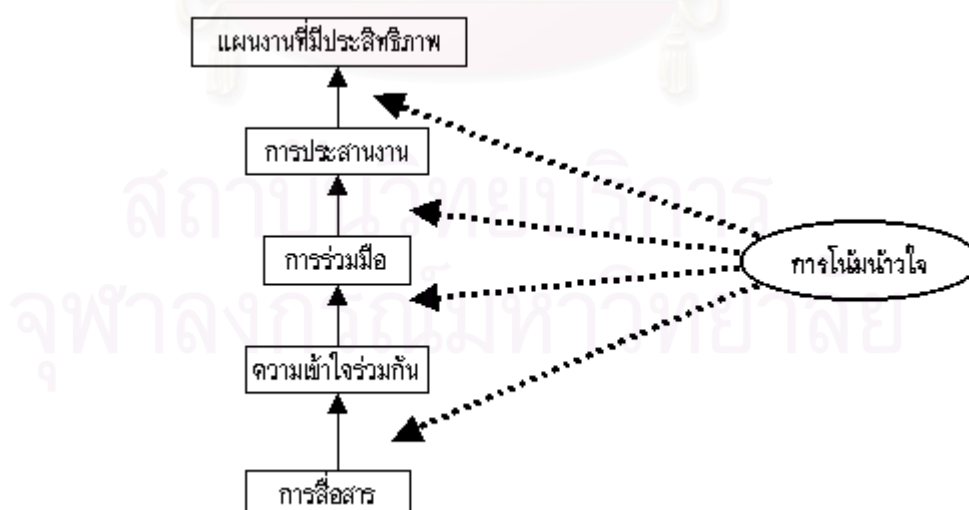 แผนงานที่มีประสิทธิภาพ
การประสานงาน
สถาบันวิทยบริการ
การร่วมมือ
การโน้มน้าวใจ
จุฬาลงกรณ์มหาวิทยาลัย
ความเข้าใจร่วมกัน
การสื่อสาร